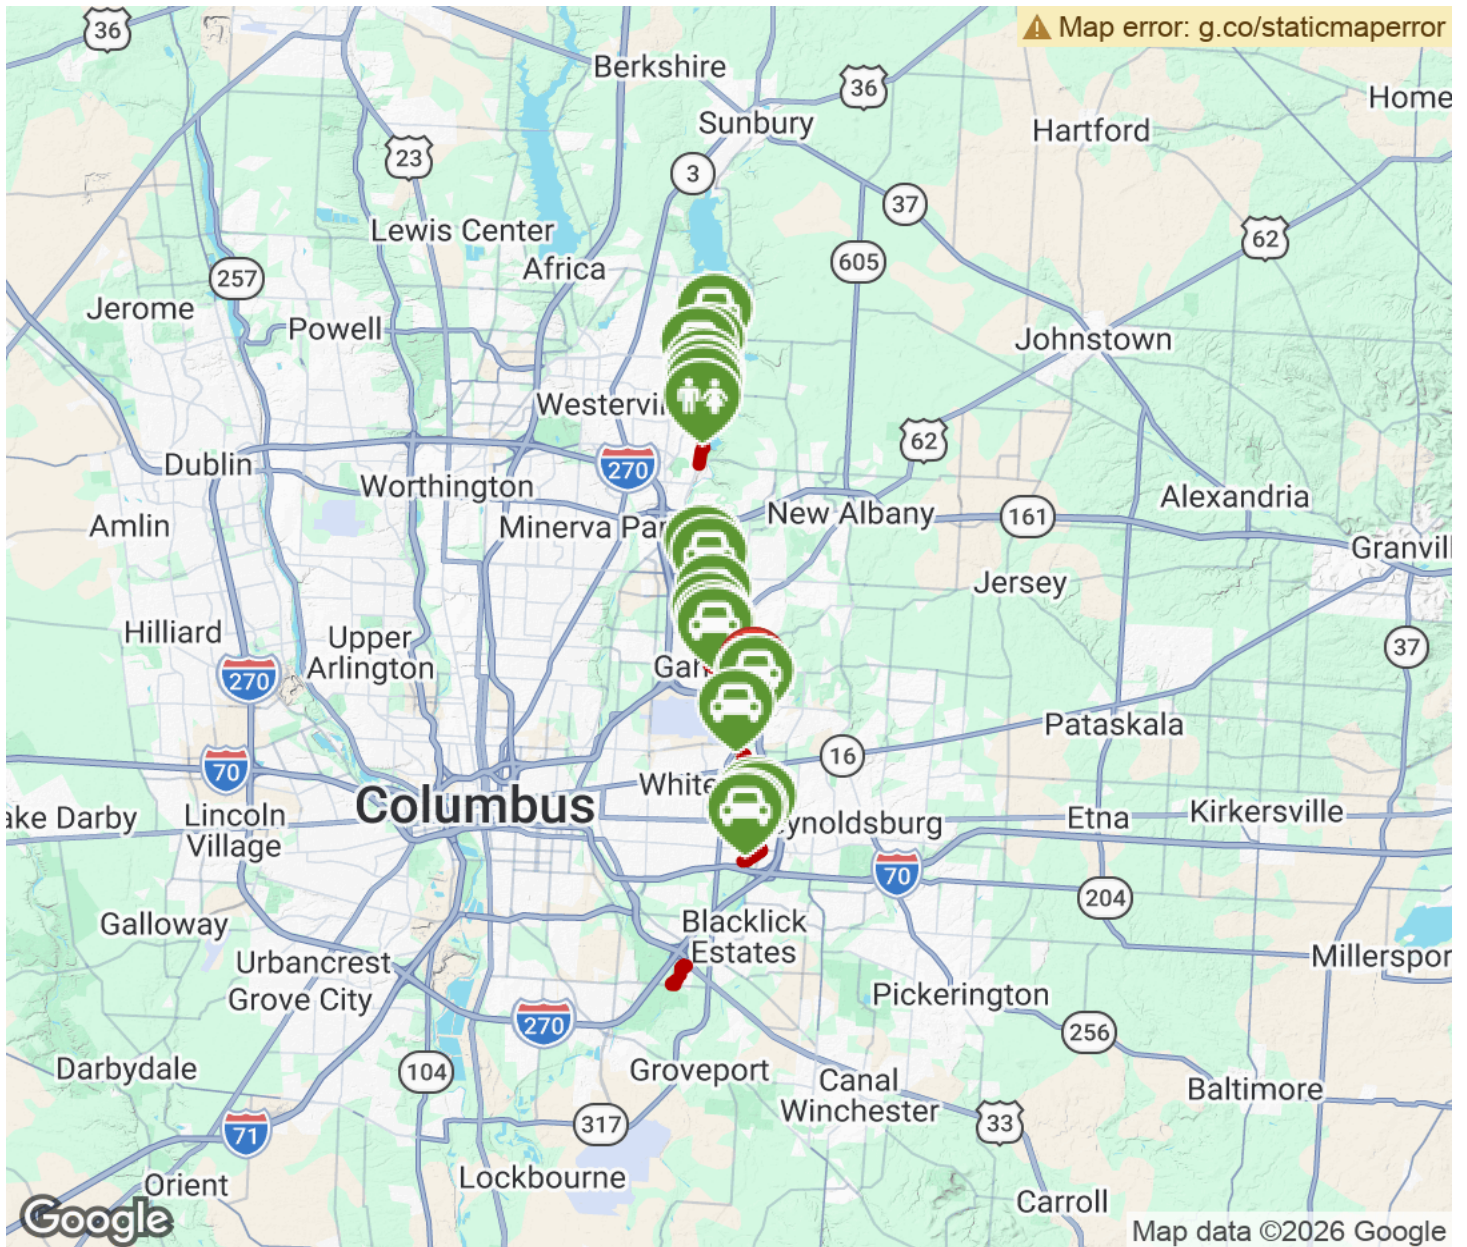 36
Map error: g.co/staticmaperror
Berkshire
36
Home
Sunbury
Hartford
23
3
37
Lewis Center
62
Africa
605
257
Jerome
Powell
Johnstown
Westervi
62
Dublin
270
Worthington
Alexandria
New Albany
161
Amlin
Minerva Par
Granvill
Jersey
Hilliard
Upper
Arlington
37
Gah
270
Pataskala
16
70
White
Columbus
ake Darby
Lincoln
Village
Etna
Kirkersville
ynoldsburg
70
204
Galloway
Blacklick
Estates
Millerspor
Urbancrest
Grove City
Pickerington
270
256
Darbydale
104
Groveport
Canal
Winchester
Baltimore
71
317
33
Orient
Lockbourne
Carroll
Google
Map data ©2026 Google